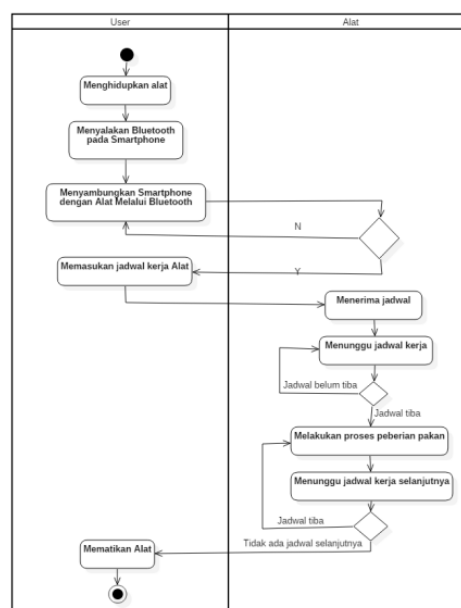 User
Alat
Menghidupkan alat
Menyalakan Bluetooth
pada Smartphone
Menyambungkan Smartphone
dengan Alat Melalui Bluetooth
N
Y
Memasukan jadwal kerja Alat
Menerima jadwal
Menunggu jadwal kerja
Jadwal belum tiba
Jadwal tiba
Melakukan proses peberian pakan
Menunggu jadwal kerja selanjutnya
Jadwal tiba
Tidak ada jadwal selanjutnya
Mematikan Alat